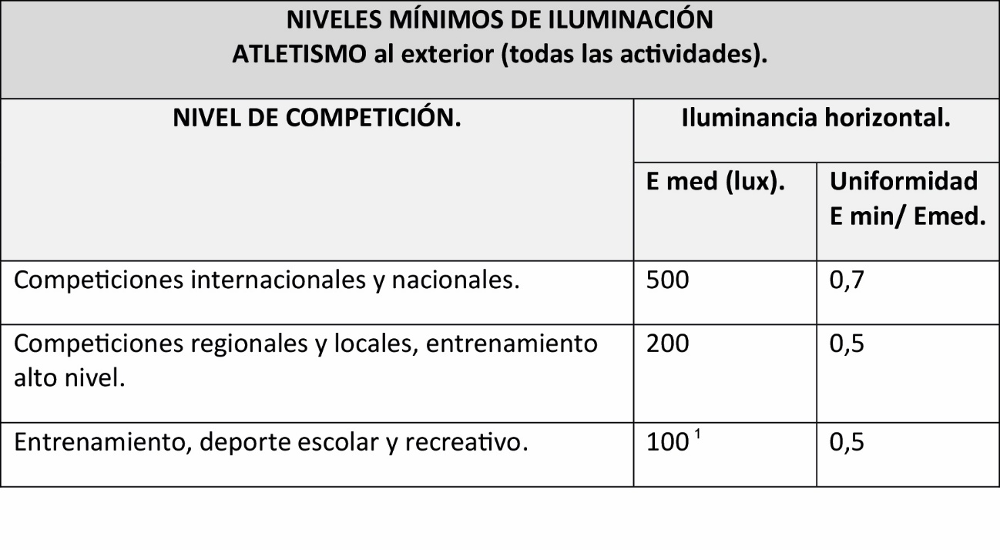 NIVELES MÍNIMOS DE ILUMINACIÓN
ATLETISMO al exterior (todas las actividades).
NIVEL DE COMPETICIÓN.
Iluminancia horizontal.
E med (lux).
Uniformidad
E min/ Emed.
Competiciones internacionales y nacionales.
500
0,7
Competiciones regionales y locales, entrenamiento
alto nivel.
200
0,5
Entrenamiento, deporte escolar y recreativo.
100 ¹
0,5